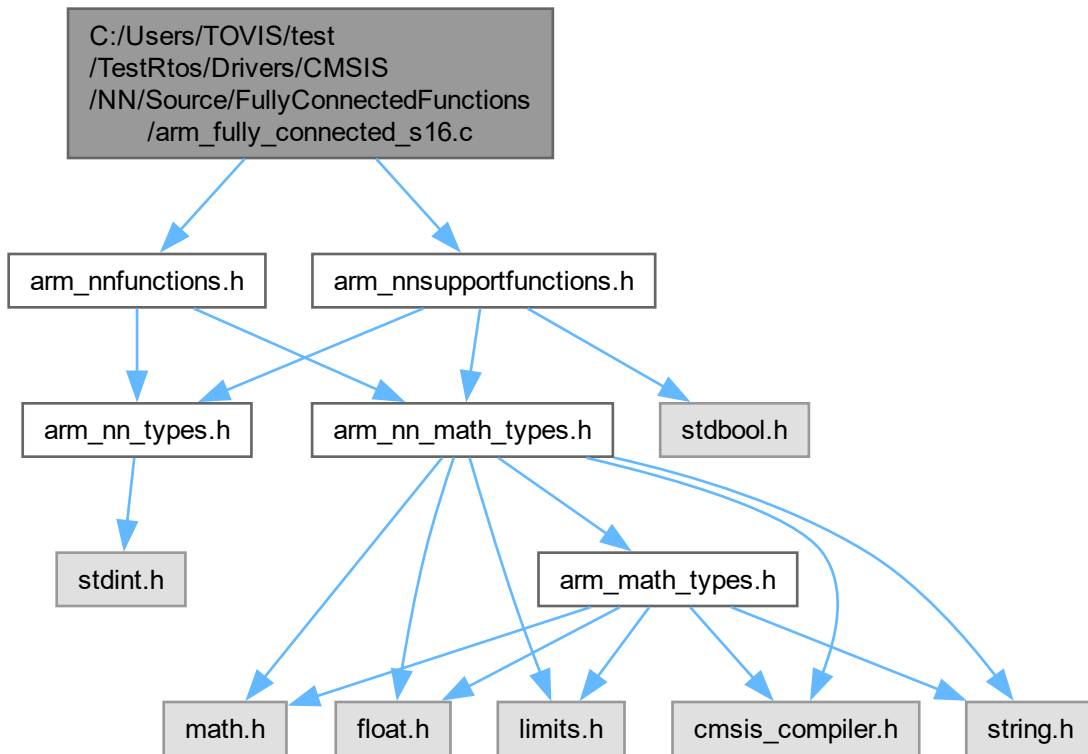 C:/Users/TOVIS/test
/TestRtos/Drivers/CMSIS
/NN/Source/FullyConnectedFunctions
/arm_fully_connected_s16.c
arm_nnfunctions.h
arm_nnsupportfunctions.h
arm_nn_types.h
arm_nn_math_types.h
stdbool.h
stdint.h
arm_math_types.h
math.h
float.h
limits.h
cmsis_compiler.h
string.h